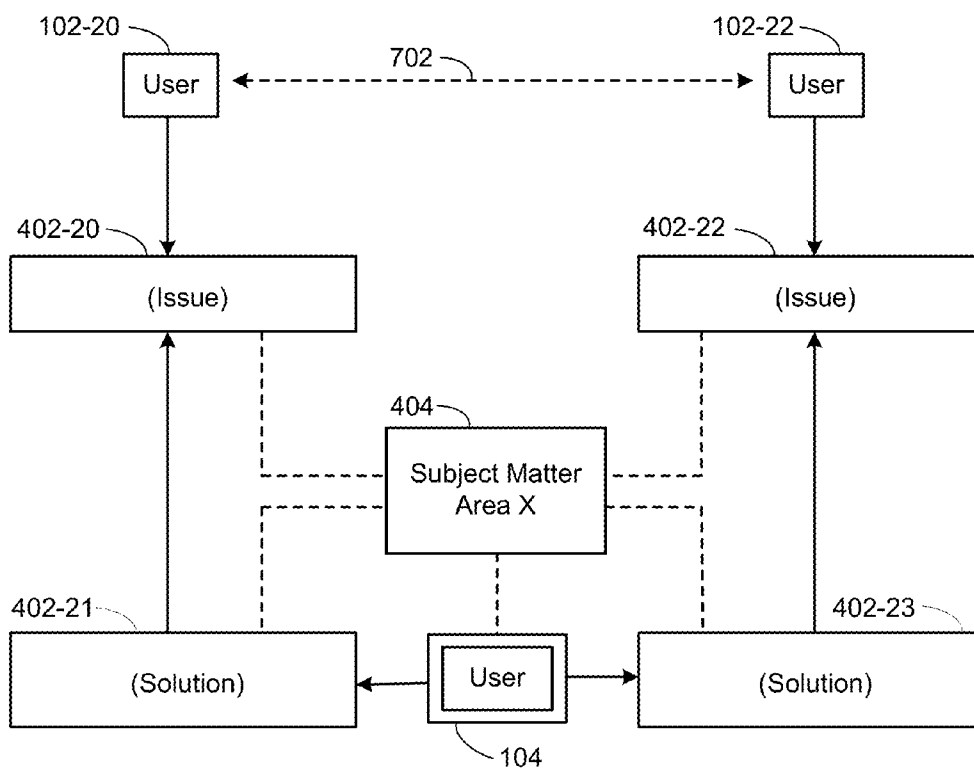 102-20
102-22
702
User
User
402-20
402-22
(Issue)
(Issue)
404
Subject Matter
Area X
402-21
402-23
(Solution)
User
(Solution)
104